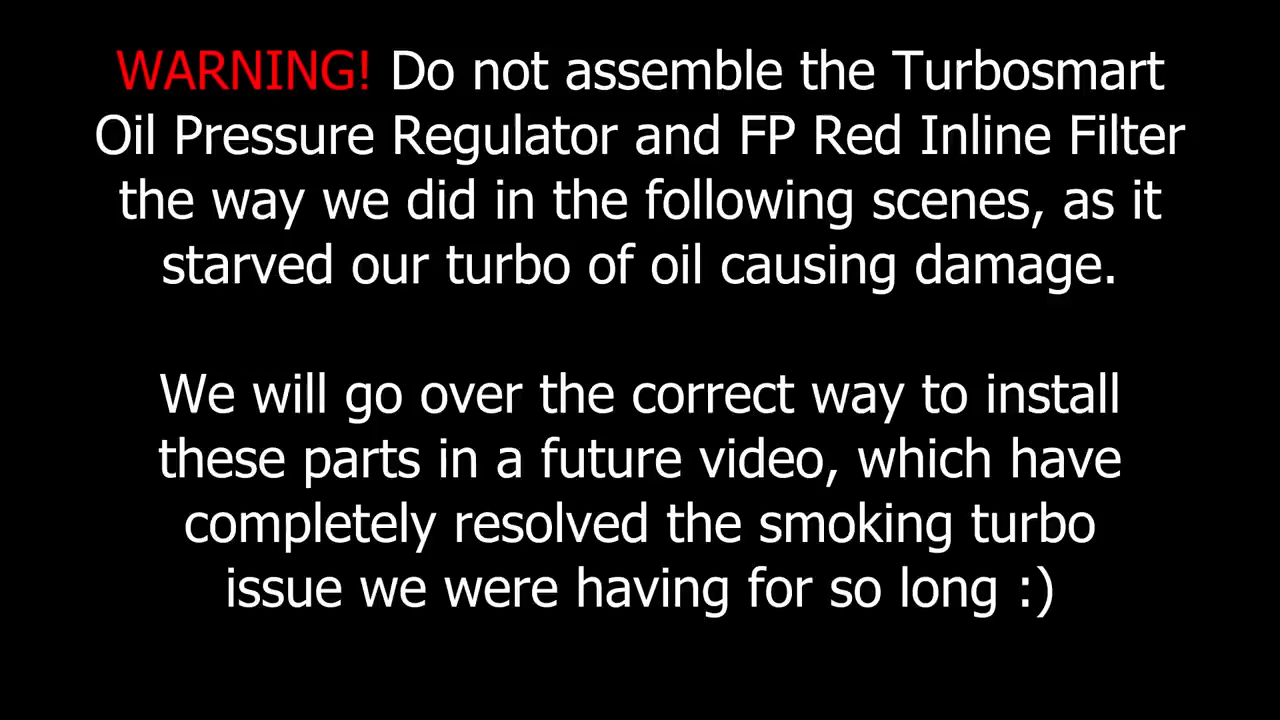 WARNING! Do not assemble the Turbosmart
Oil Pressure Regulator and FP Red Inline Filter
the way we did in the following scenes, as it
starved our turbo of oil causing damage.
We will go over the correct way to install
these parts in a future video, which have
completely resolved the smoking turbo
issue we were having for so long :)